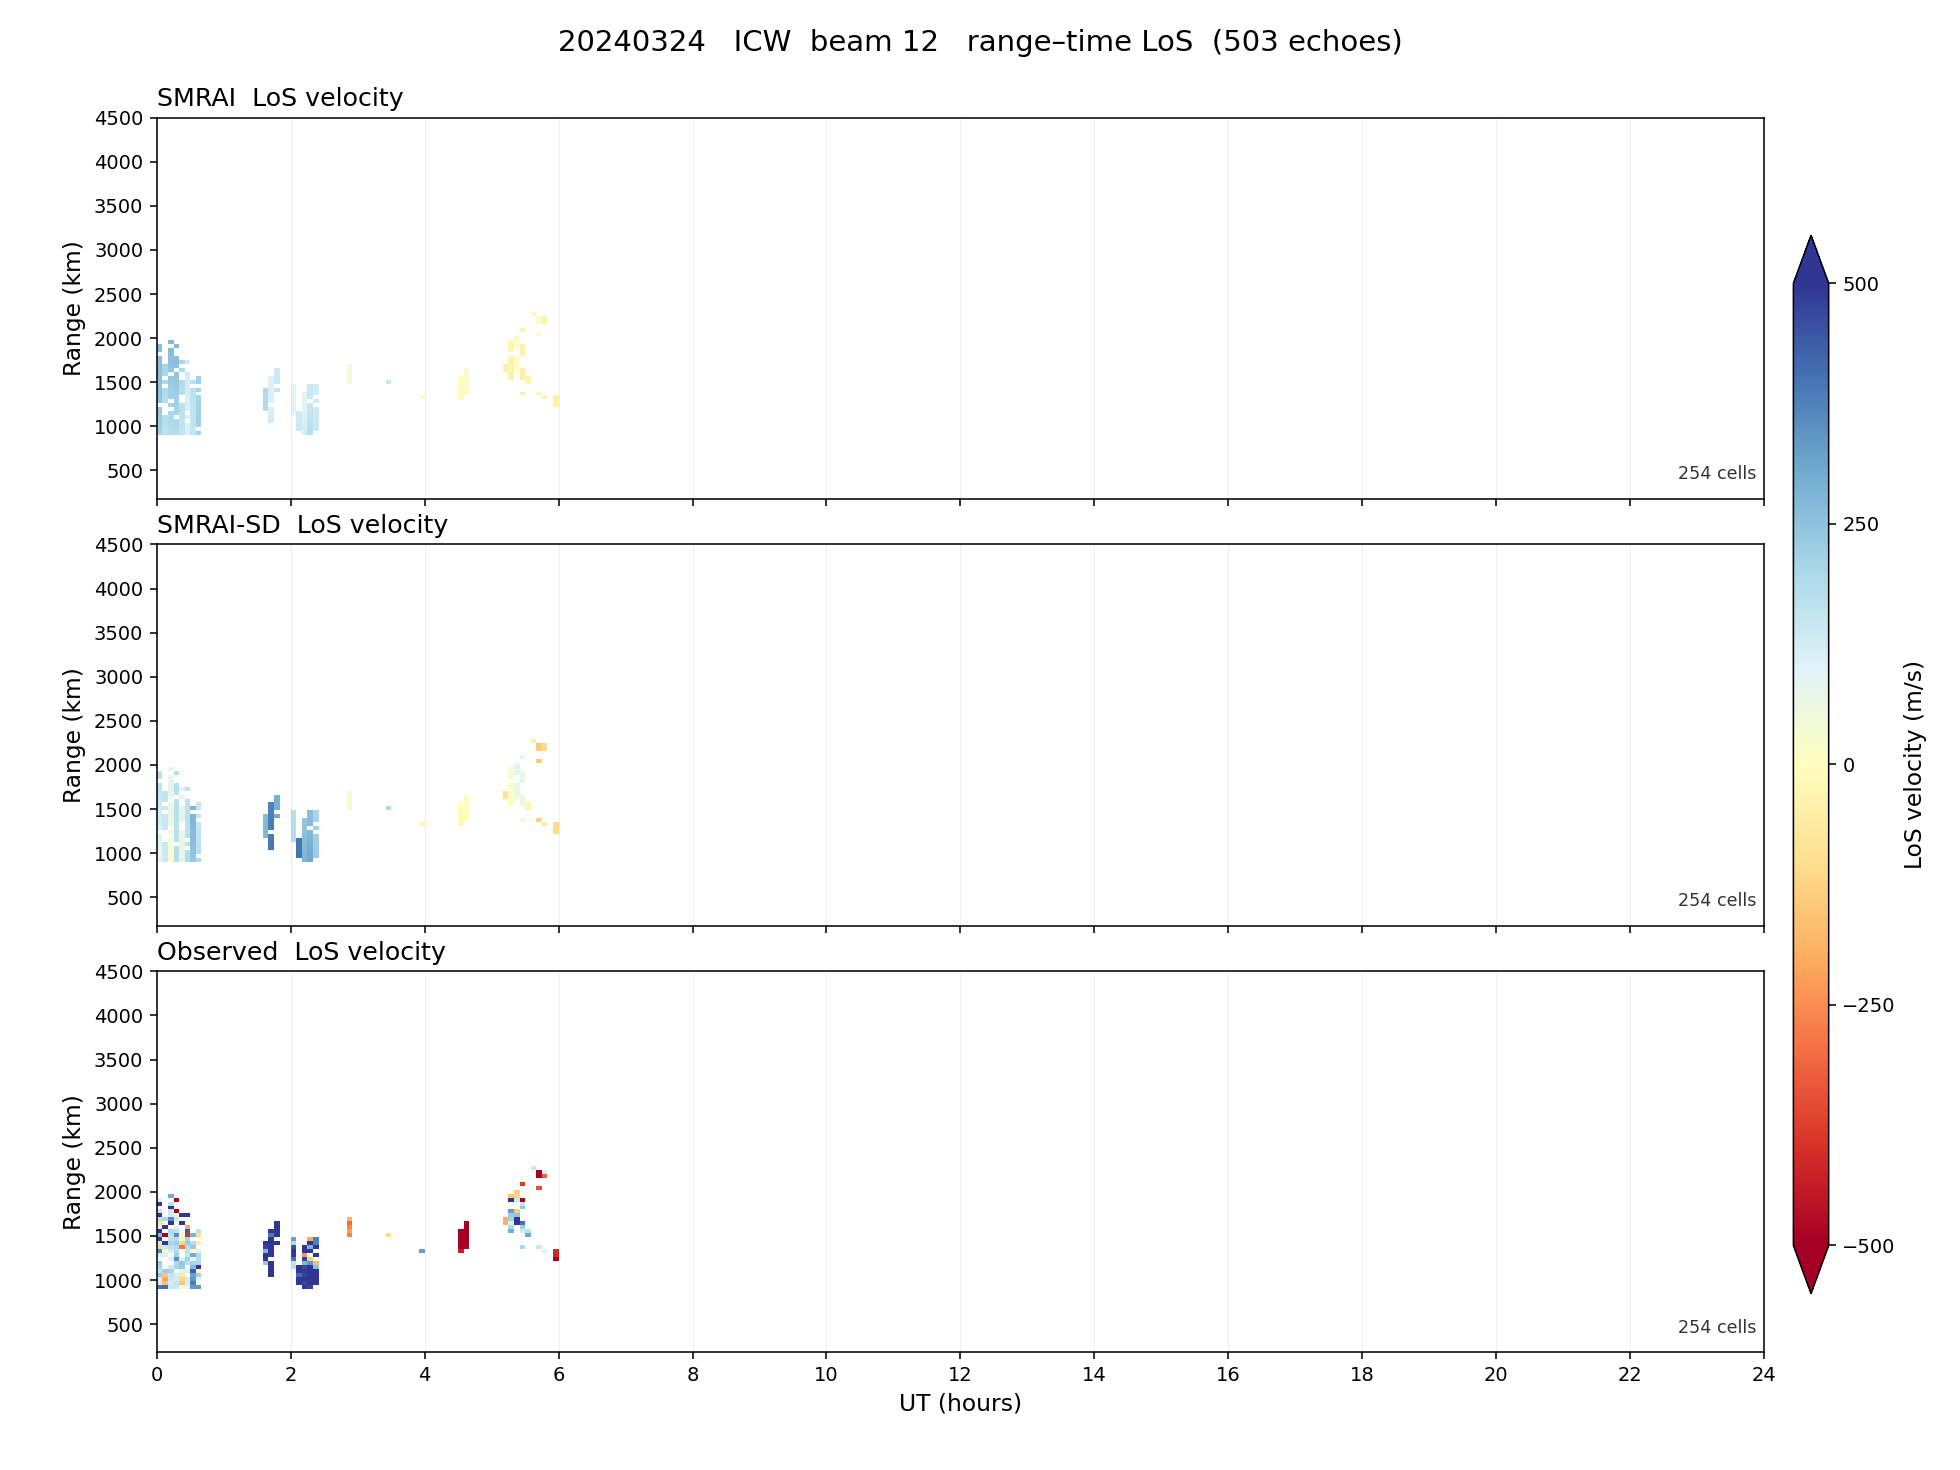 20240324   ICW  beam 12   range–time LoS  (503 echoes)
SMRAI  LoS velocity
4500
4000
3500
3000
2500
2000
1500
1000
500
Range (km)
254 cells
SMRAI-SD  LoS velocity
4500
4000
3500
3000
2500
2000
1500
1000
500
Range (km)
254 cells
Observed  LoS velocity
4500
4000
3500
3000
2500
2000
1500
1000
500
Range (km)
254 cells
0 2 4 6 8 10 12 14 16 18 20 22 24
UT (hours)
500
250
0
−250
−500
LoS velocity (m/s)